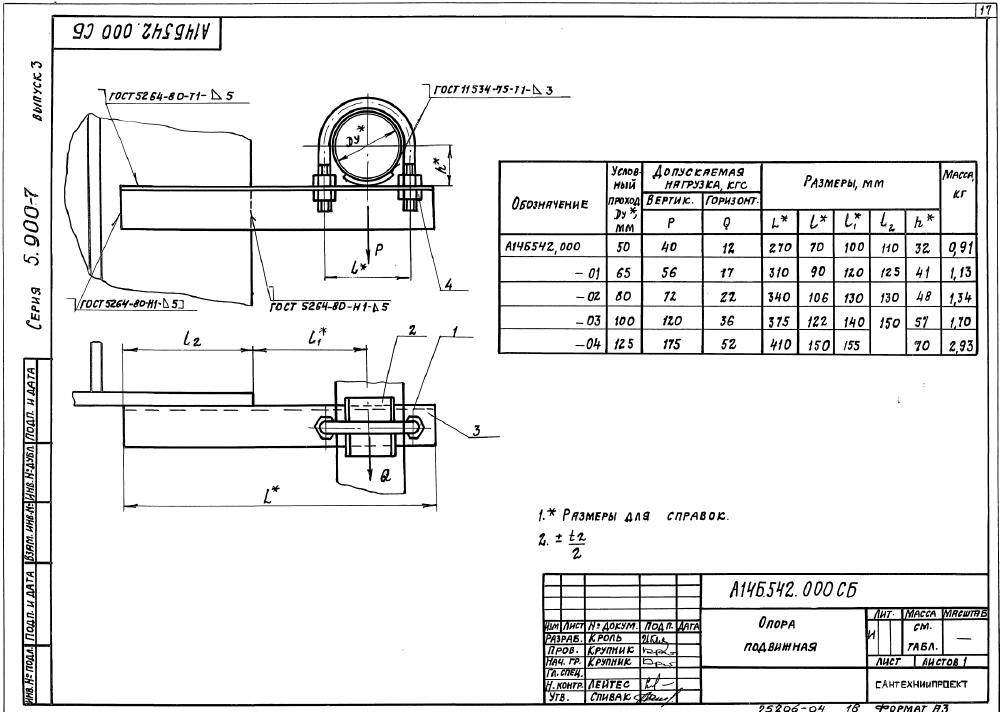 17
А14Б542. 000 СБ
Серия 5.900-7 выпуск 3
ГОСТ 5264-80-Т1-◺5
ГОСТ 11534-75-Т1-◺3
Dy*
h*
P
l*
4
ГОСТ 5264-80-Н1-◺5
ГОСТ 5264-80-Н1-◺5
l2
l1*
2
1
3
Q
L*
Обозначение | Условный проход Dy*, мм | Допускаемая нагрузка, кгс | Размеры, мм | Масса, кг
Вертик. | Горизонт.
P | Q | L* | l* | l1* | l2 | h*
А14Б542.000 | 50 | 40 | 12 | 270 | 70 | 100 | 110 | 32 | 0,91
-01 | 65 | 56 | 17 | 310 | 90 | 120 | 125 | 41 | 1,13
-02 | 80 | 72 | 22 | 340 | 106 | 130 | 130 | 48 | 1,34
-03 | 100 | 120 | 36 | 375 | 122 | 140 | 150 | 57 | 1,70
-04 | 125 | 175 | 52 | 410 | 150 | 155 | 70 | 2,93
1.* Размеры для справок.
2. ± t2/2
А14Б542.000 СБ
Изм Лист № докум. Подп. Дата
Разраб. Кроль
Пров. Крупник
Нач. гр. Крупник
Гл. спец.
Н. контр. Лейтес
Утв. Спивак
Опора
подвижная
Лит. Масса Масштаб
И см. табл. —
Лист Листов 1
Сантехниипроект
Инв. № подл. Подп. и дата Взам. инв. № Инв. № дубл. Подп. и дата
25206-04 18 Формат А3